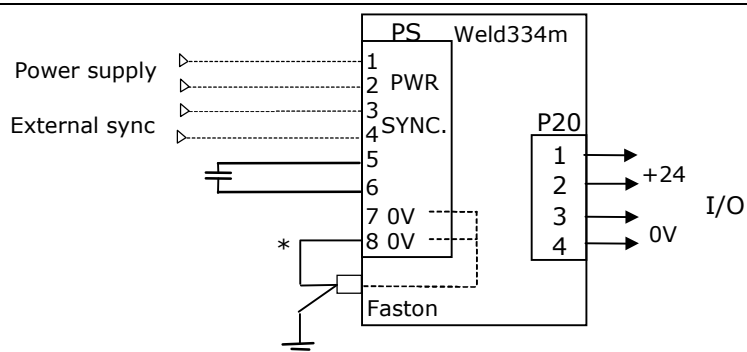 PS Weld334m
Power supply
External sync
1
2 PWR
3
4 SYNC.
5
6
7 0V
8 0V
*
Faston
P20
1
2
3
4
+24
0V
I/O